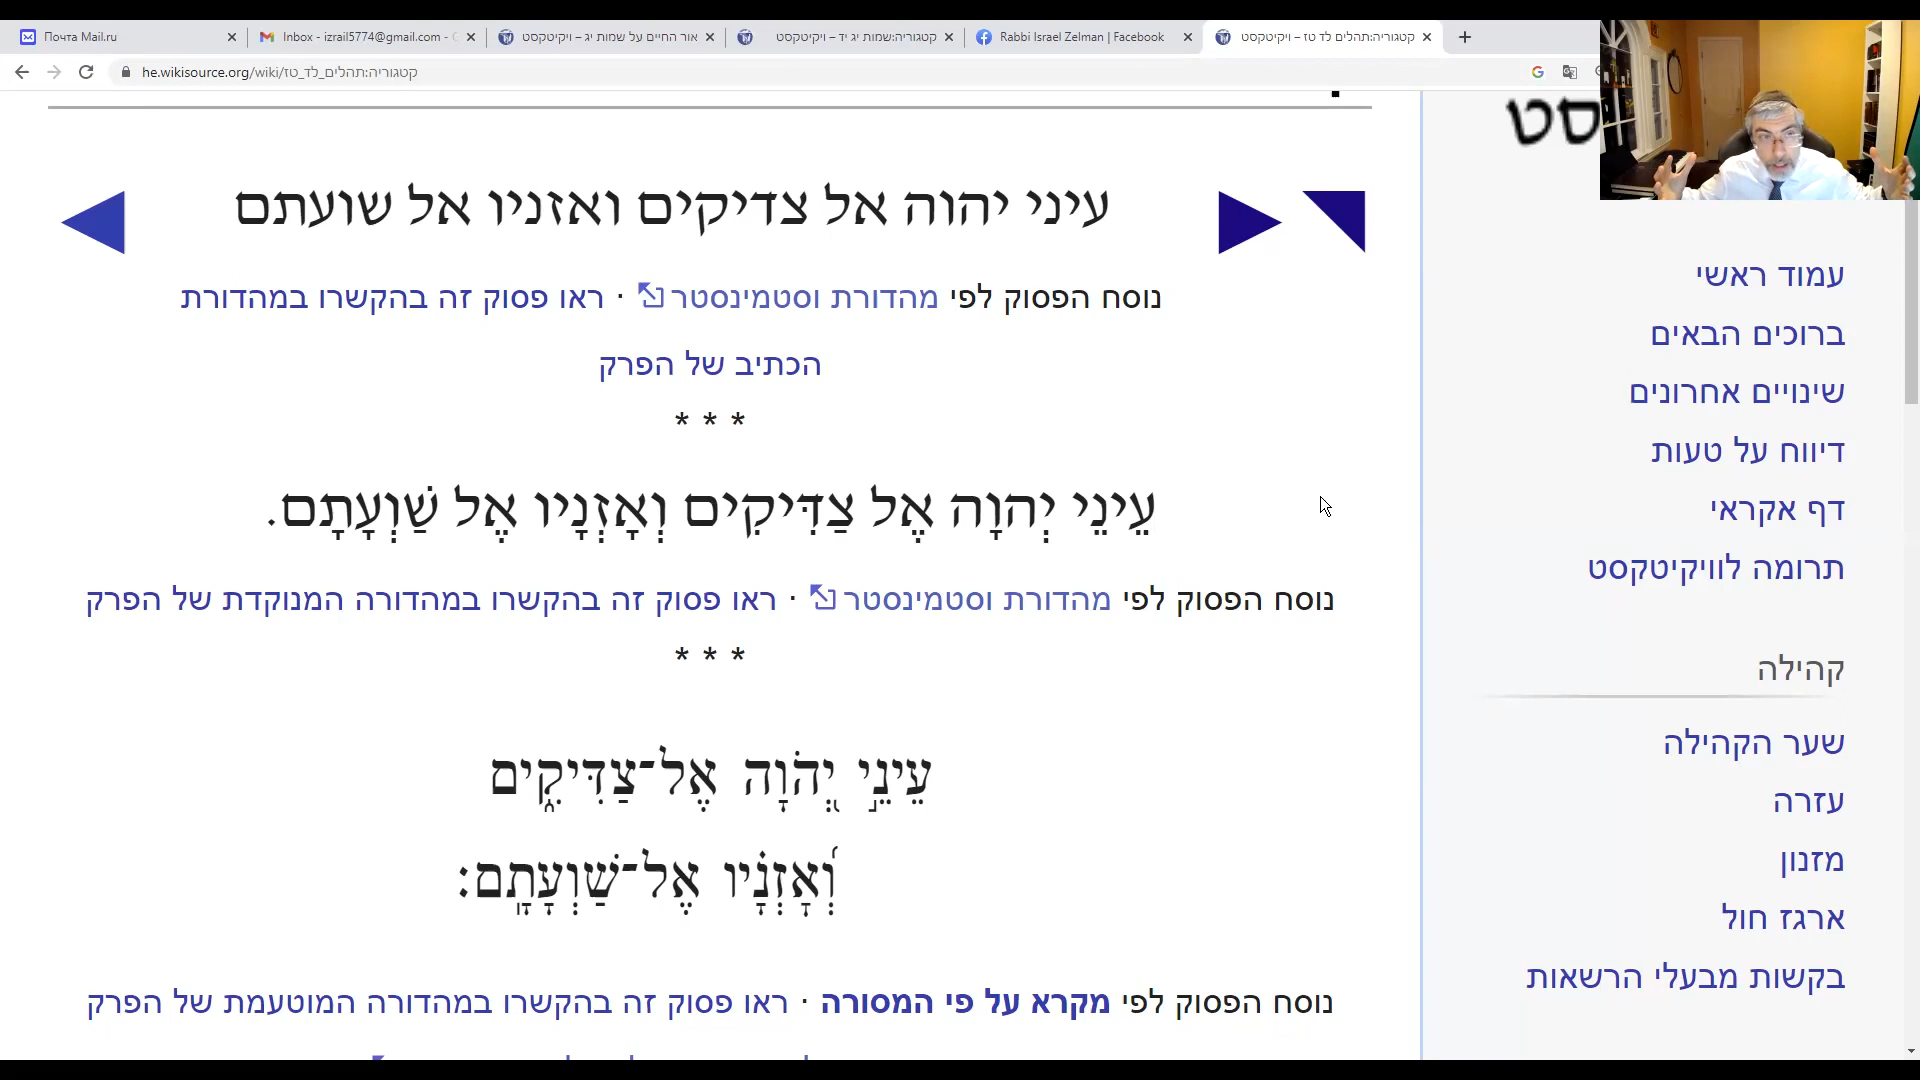 Почта Mail.ru
Inbox - izrail5774@gmail.com -
אור החיים על שמות יג – ויקיטקסט
קטגוריה:שמות יג יד – ויקיטקסט
Rabbi Israel Zelman | Facebook
קטגוריה:תהלים לד טז – ויקיטקסט
he.wikisource.org/wiki/קטגוריה:תהלים_לד_טז
עיני יהוה אל צדיקים ואזניו אל שועתם
נוסח הפסוק לפי מהדורת וסטמינסטר · ראו פסוק זה בהקשרו במהדורת
הכתיב של הפרק
* * *
עֵינֵי יְהוָה אֶל צַדִּיקִים וְאָזְנָיו אֶל שַׁוְעָתָם.
נוסח הפסוק לפי מהדורת וסטמינסטר · ראו פסוק זה בהקשרו במהדורה המנוקדת של הפרק
* * *
עֵינֵ֣י יְ֭הֹוָה אֶל־צַדִּיקִ֑ים
וְ֝אׇזְנָ֗יו אֶל־שַׁוְעָתָֽם׃
נוסח הפסוק לפי מקרא על פי המסורה · ראו פסוק זה בהקשרו במהדורה המוטעמת של הפרק
עמוד ראשי
ברוכים הבאים
שינויים אחרונים
דיווח על טעות
דף אקראי
תרומה לוויקיטקסט
קהילה
שער הקהילה
עזרה
מזנון
ארגז חול
בקשות מבעלי הרשאות